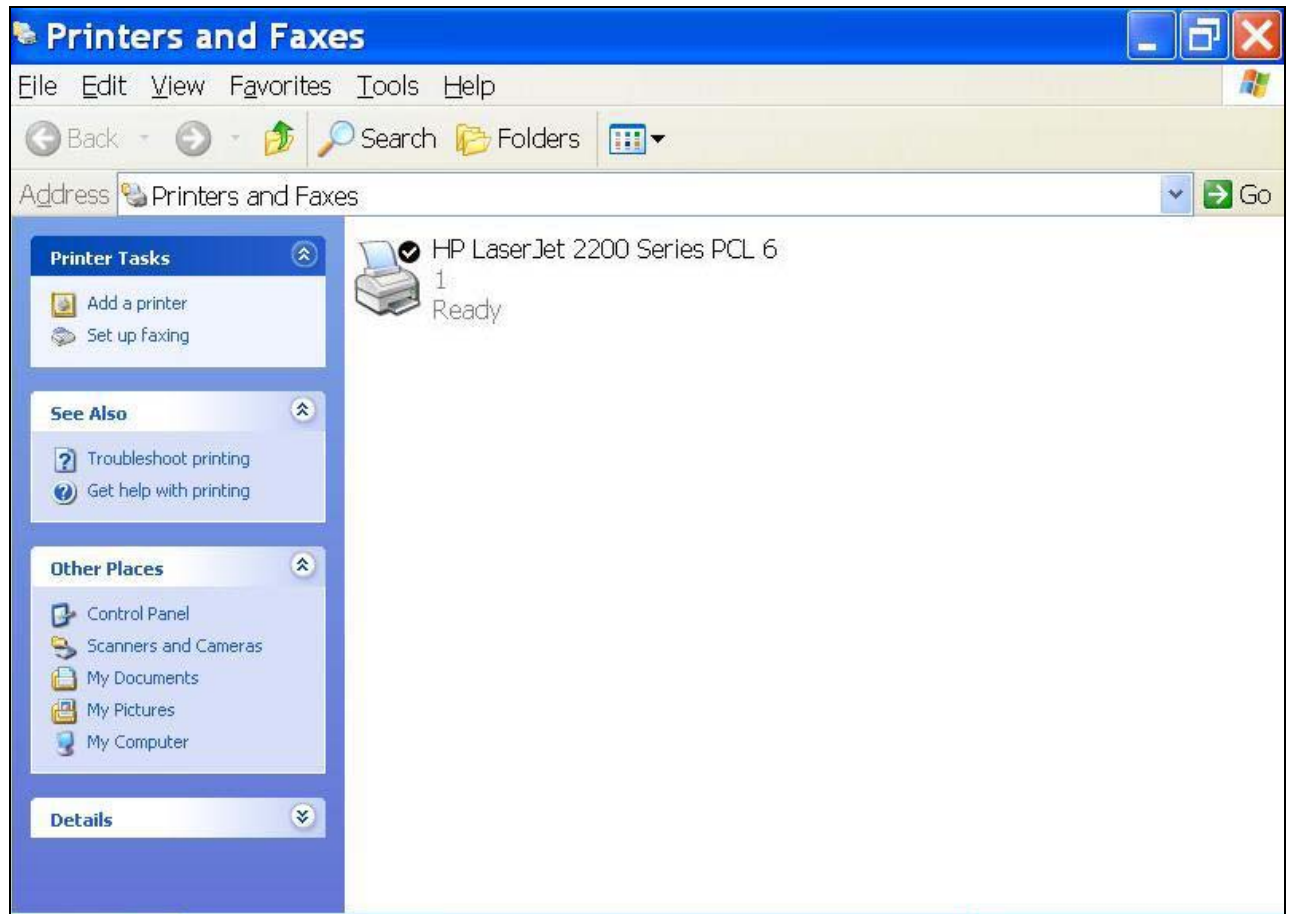 Printers and Faxes
File Edit View Favorites Tools Help
Back Search Folders
Address Printers and Faxes Go
Printer Tasks
Add a printer
Set up faxing
See Also
Troubleshoot printing
Get help with printing
Other Places
Control Panel
Scanners and Cameras
My Documents
My Pictures
My Computer
Details
HP LaserJet 2200 Series PCL 6
1
Ready